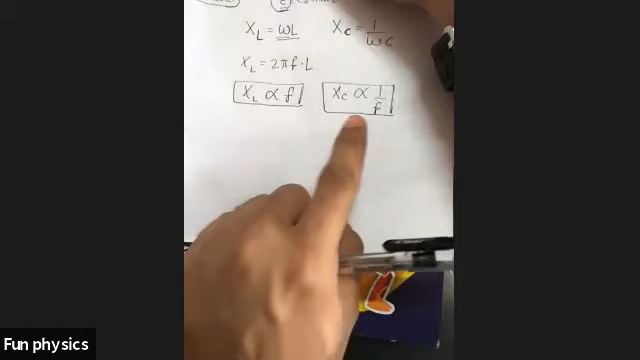 X_L = ωL   X_C = 1/ωC
X_L = 2πf·L
X_L ∝ f   X_C ∝ 1/f
Fun physics